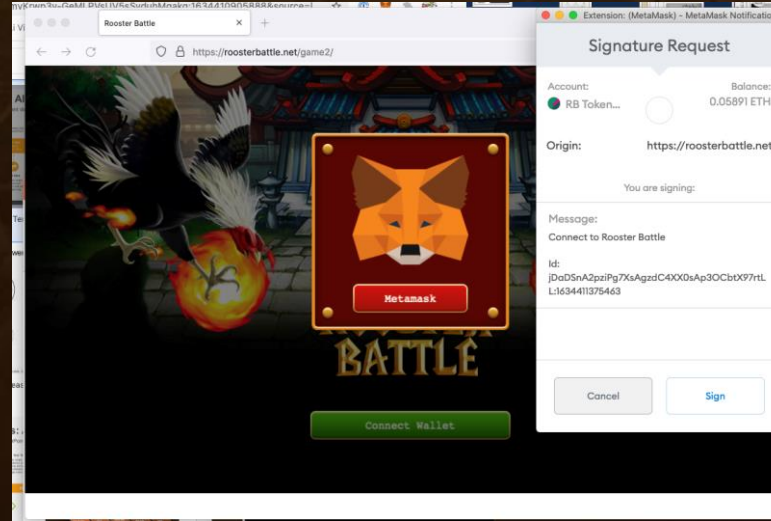 Rooster Battle
https://roosterbattle.net/game2/
Metamask
BATTLE
Connect Wallet
Extension: (MetaMask) - MetaMask Notification
Signature Request
Account:
Balance:
RB Token...
0.05891 ETH
Origin:
https://roosterbattle.net
You are signing:
Message:
Connect to Rooster Battle
Id:
jDaDSnA2pziPg7XsAgzdC4XX0sAp3OCbtX97rtL
L:1634411375463
Cancel
Sign